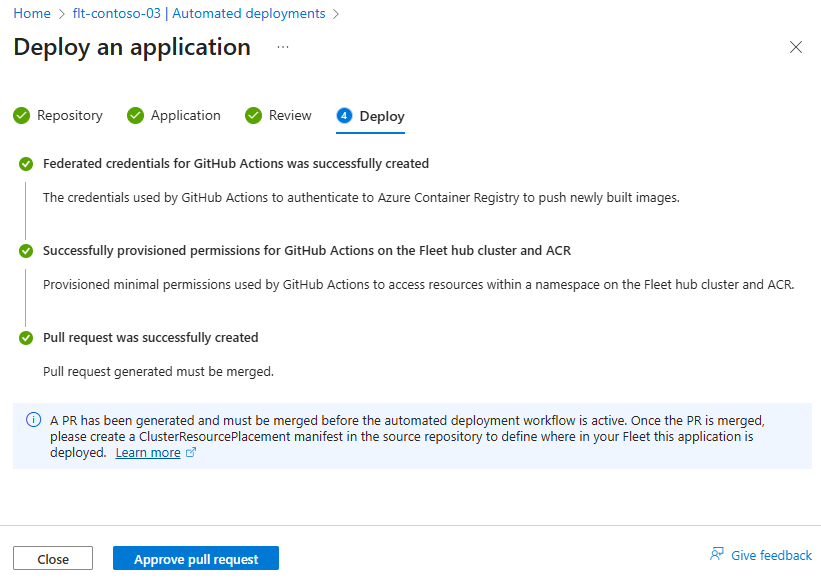 Home > flt-contoso-03 | Automated deployments >
Deploy an application ...
Repository Application Review 4 Deploy
Federated credentials for GitHub Actions was successfully created
The credentials used by GitHub Actions to authenticate to Azure Container Registry to push newly built images.
Successfully provisioned permissions for GitHub Actions on the Fleet hub cluster and ACR
Provisioned minimal permissions used by GitHub Actions to access resources within a namespace on the Fleet hub cluster and ACR.
Pull request was successfully created
Pull request generated must be merged.
A PR has been generated and must be merged before the automated deployment workflow is active. Once the PR is merged,
please create a ClusterResourcePlacement manifest in the source repository to define where in your Fleet this application is
deployed. Learn more
Close Approve pull request Give feedback